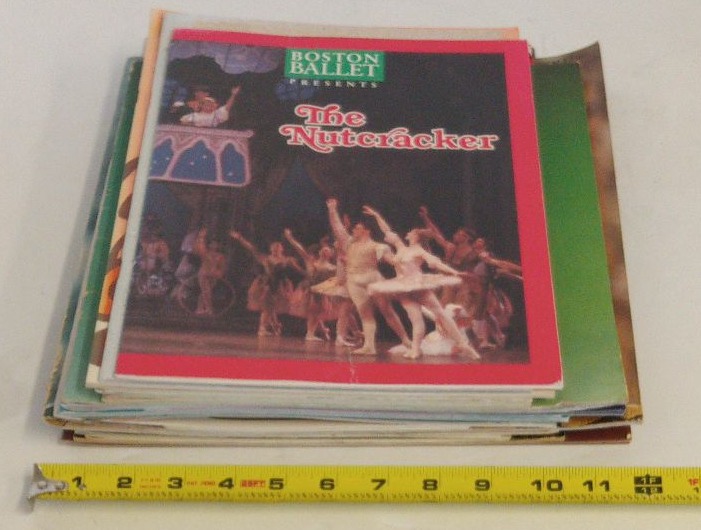 BOSTON
BALLET
PRESENTS
The
Nutcracker
1 2 3 4 5 6 7 8 9 10 11 1F